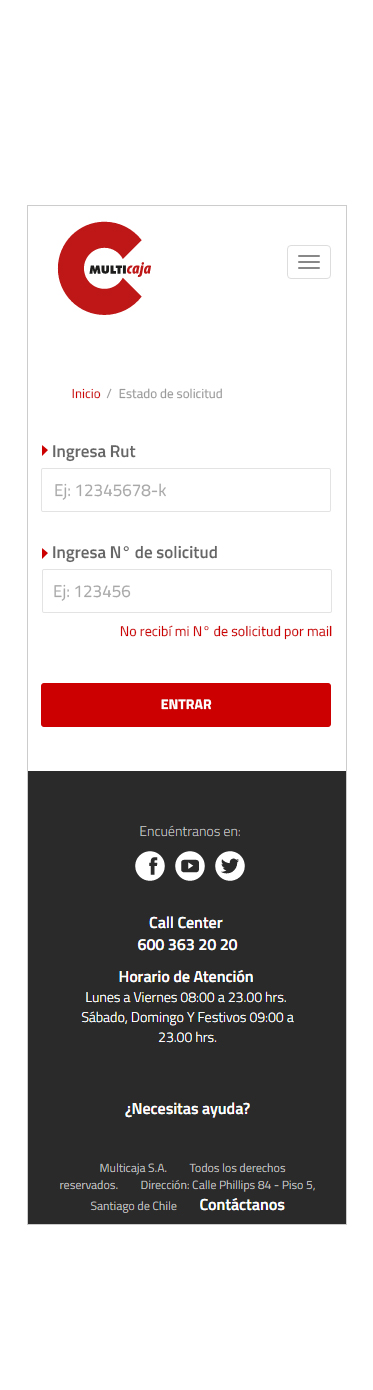 MULTIcaja
Inicio / Estado de solicitud
Ingresa Rut
Ej: 12345678-k
Ingresa N° de solicitud
Ej: 123456
No recibí mi N° de solicitud por mail
ENTRAR
Encuéntranos en:
Call Center
600 363 20 20
Horario de Atención
Lunes a Viernes 08:00 a 23.00 hrs.
Sábado, Domingo Y Festivos 09:00 a
23.00 hrs.
¿Necesitas ayuda?
Multicaja S.A. Todos los derechos
reservados. Dirección: Calle Phillips 84 - Piso 5,
Santiago de Chile Contáctanos